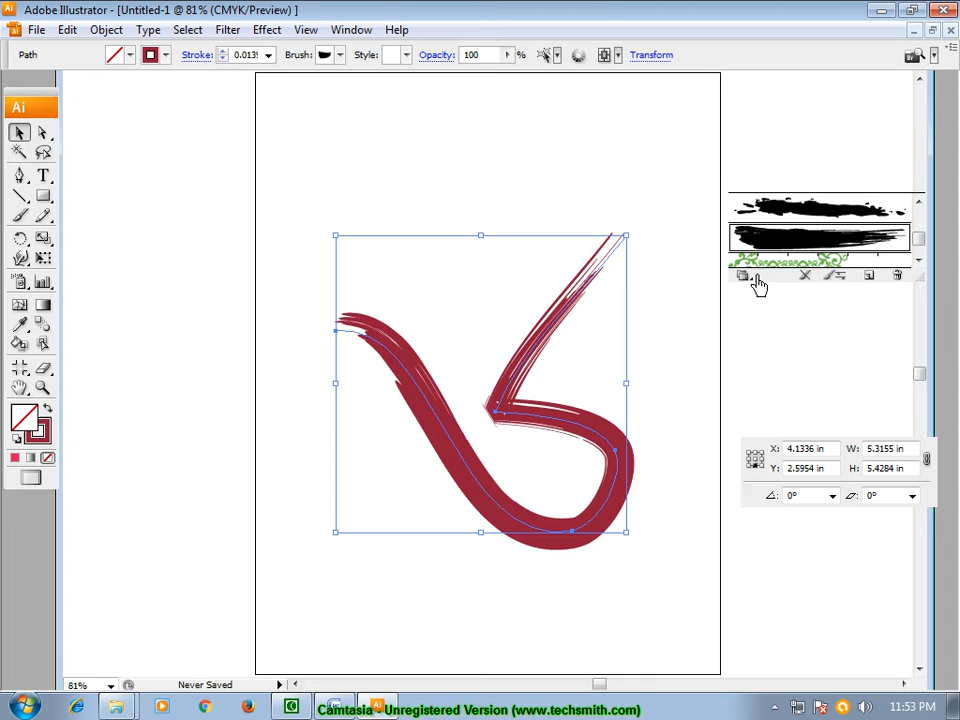 Adobe Illustrator - [Untitled-1 @ 81% (CMYK/Preview) ]
File Edit Object Type Select Filter Effect View Window Help
Path Stroke: 0.0139 Brush: Style: Opacity: 100 % Transform
Ai
T
X: 4.1336 in W: 5.3155 in
Y: 2.5954 in H: 5.4284 in
0° 0°
81% Never Saved
Camtasia - Unregistered Version (www.techsmith.com)
11:53 PM